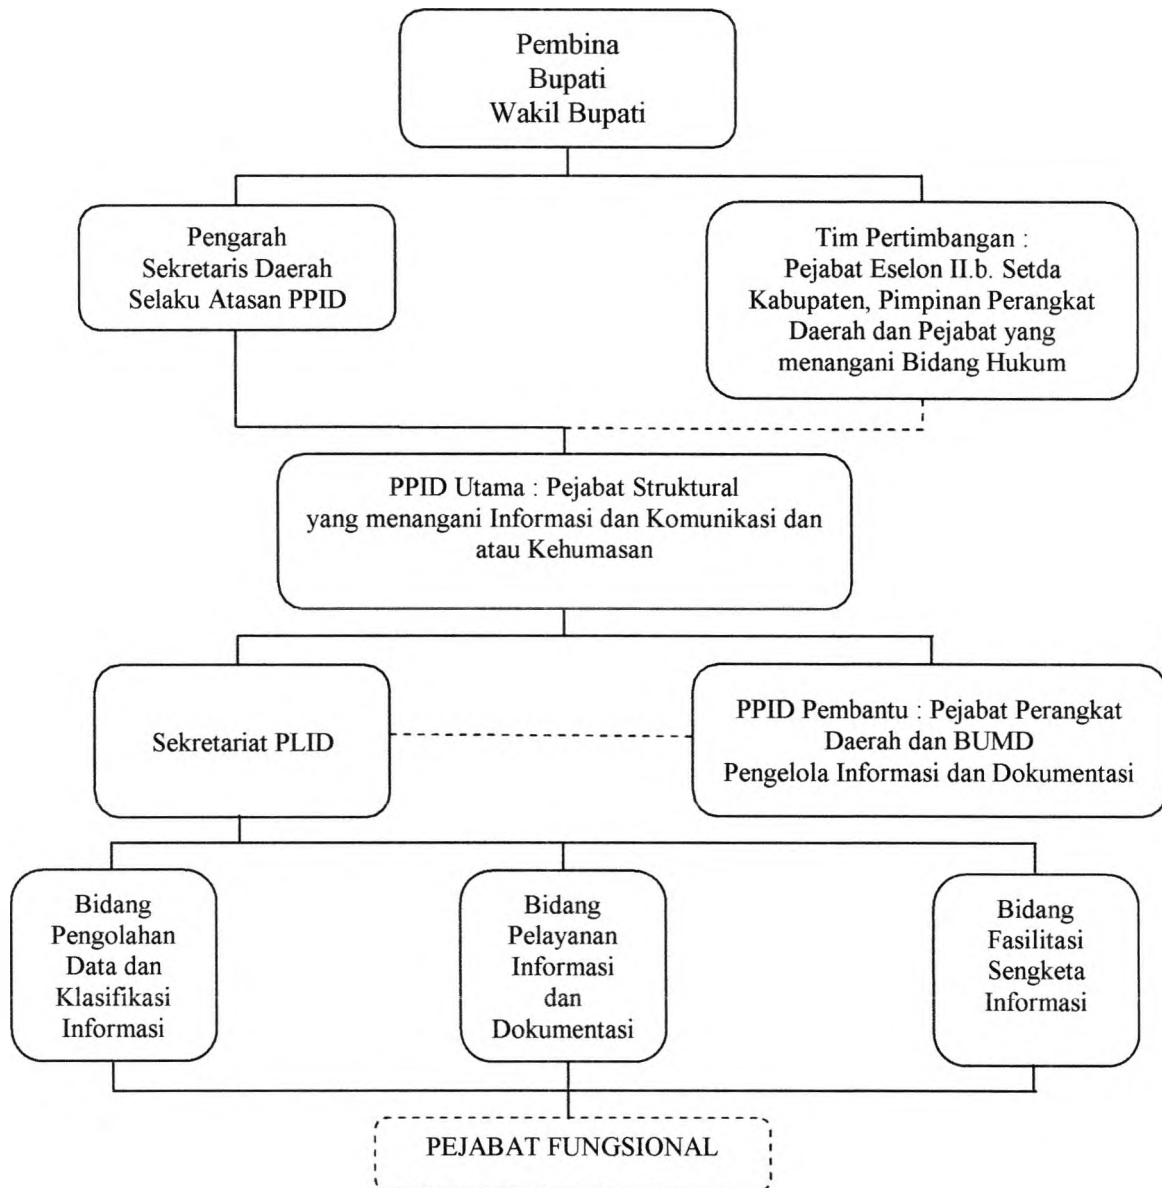 Pembina
Bupati
Wakil Bupati
Pengarah
Sekretaris Daerah
Selaku Atasan PPID
Tim Pertimbangan :
Pejabat Eselon II.b. Setda
Kabupaten, Pimpinan Perangkat
Daerah dan Pejabat yang
menangani Bidang Hukum
PPID Utama : Pejabat Struktural
yang menangani Informasi dan Komunikasi dan
atau Kehumasan
Sekretariat PLID
PPID Pembantu : Pejabat Perangkat
Daerah dan BUMD
Pengelola Informasi dan Dokumentasi
Bidang
Pengolahan
Data dan
Klasifikasi
Informasi
Bidang
Pelayanan
Informasi
dan
Dokumentasi
Bidang
Fasilitasi
Sengketa
Informasi
PEJABAT FUNGSIONAL